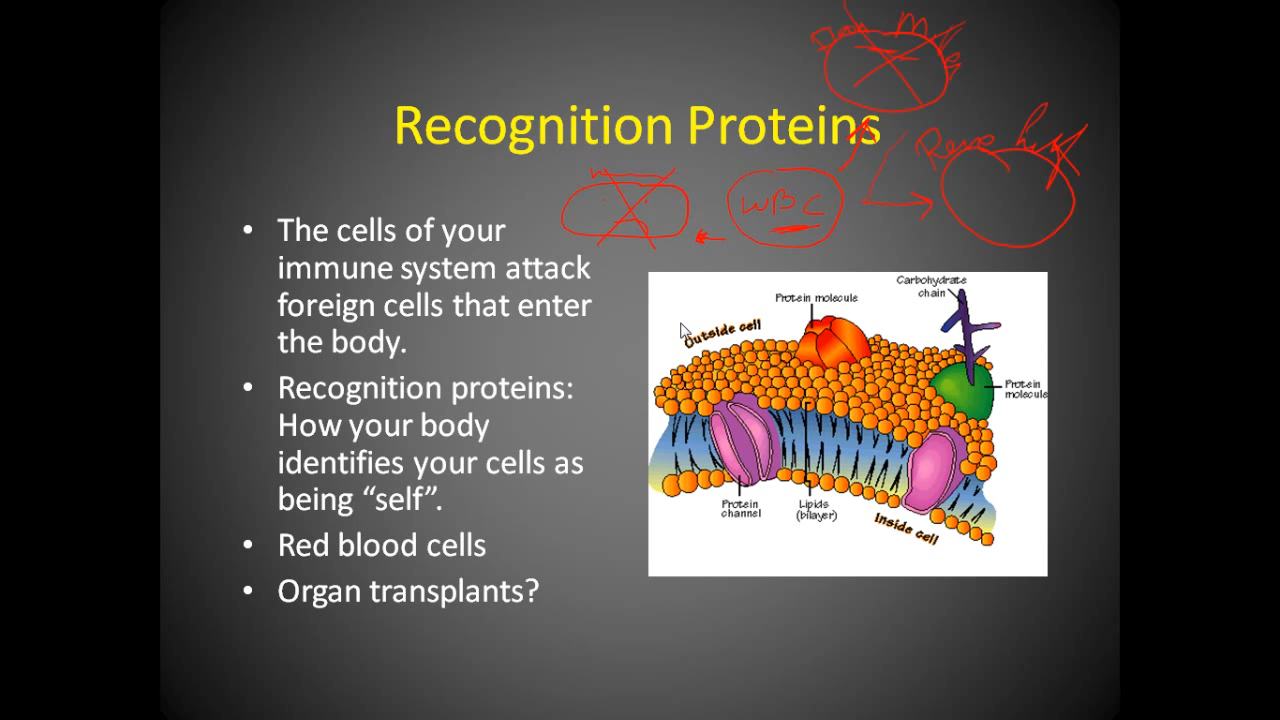 Recognition Proteins
WBC
• The cells of your
immune system attack
foreign cells that enter
the body.
• Recognition proteins:
How your body
identifies your cells as
being “self”.
• Red blood cells
• Organ transplants?
Carbohydrate
chain
Protein molecule
Outside cell
Protein
molecule
Protein
channel
Lipids
(bilayer)
Inside cell